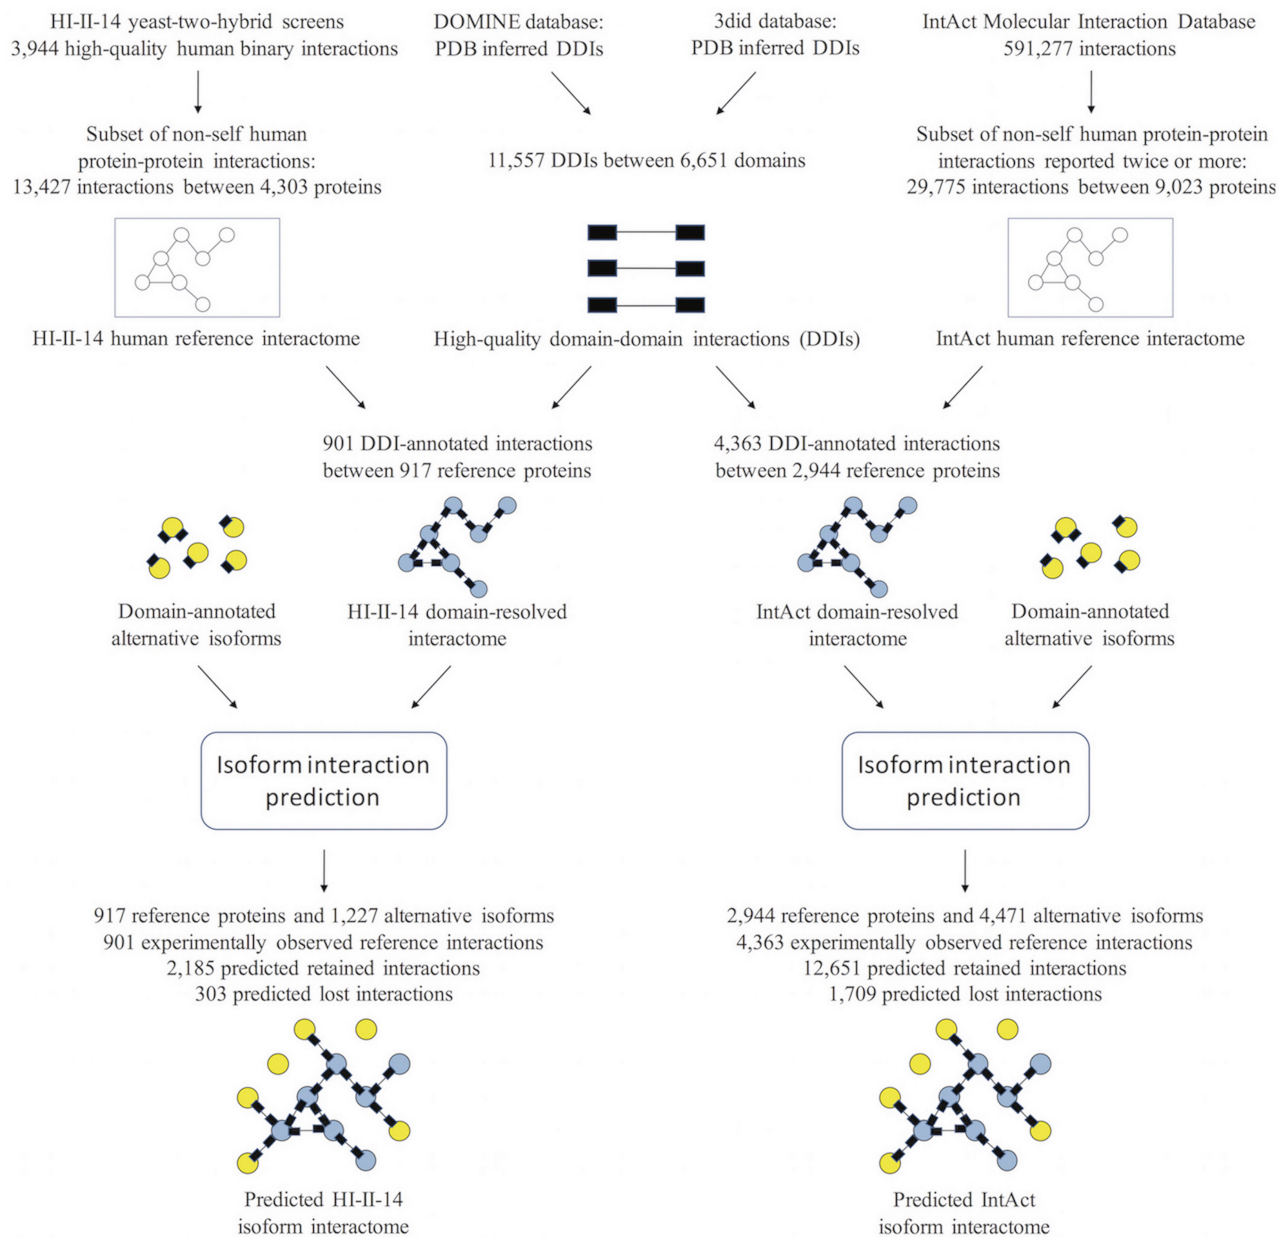 HI-II-14 yeast-two-hybrid screens
3,944 high-quality human binary interactions
DOMINE database:
PDB inferred DDIs
3did database:
PDB inferred DDIs
IntAct Molecular Interaction Database
591,277 interactions
Subset of non-self human
protein-protein interactions:
13,427 interactions between 4,303 proteins
11,557 DDIs between 6,651 domains
Subset of non-self human protein-protein
interactions reported twice or more:
29,775 interactions between 9,023 proteins
HI-II-14 human reference interactome
High-quality domain-domain interactions (DDIs)
IntAct human reference interactome
901 DDI-annotated interactions
between 917 reference proteins
4,363 DDI-annotated interactions
between 2,944 reference proteins
Domain-annotated
alternative isoforms
HI-II-14 domain-resolved
interactome
IntAct domain-resolved
interactome
Domain-annotated
alternative isoforms
Isoform interaction
prediction
Isoform interaction
prediction
917 reference proteins and 1,227 alternative isoforms
901 experimentally observed reference interactions
2,185 predicted retained interactions
303 predicted lost interactions
2,944 reference proteins and 4,471 alternative isoforms
4,363 experimentally observed reference interactions
12,651 predicted retained interactions
1,709 predicted lost interactions
Predicted HI-II-14
isoform interactome
Predicted IntAct
isoform interactome